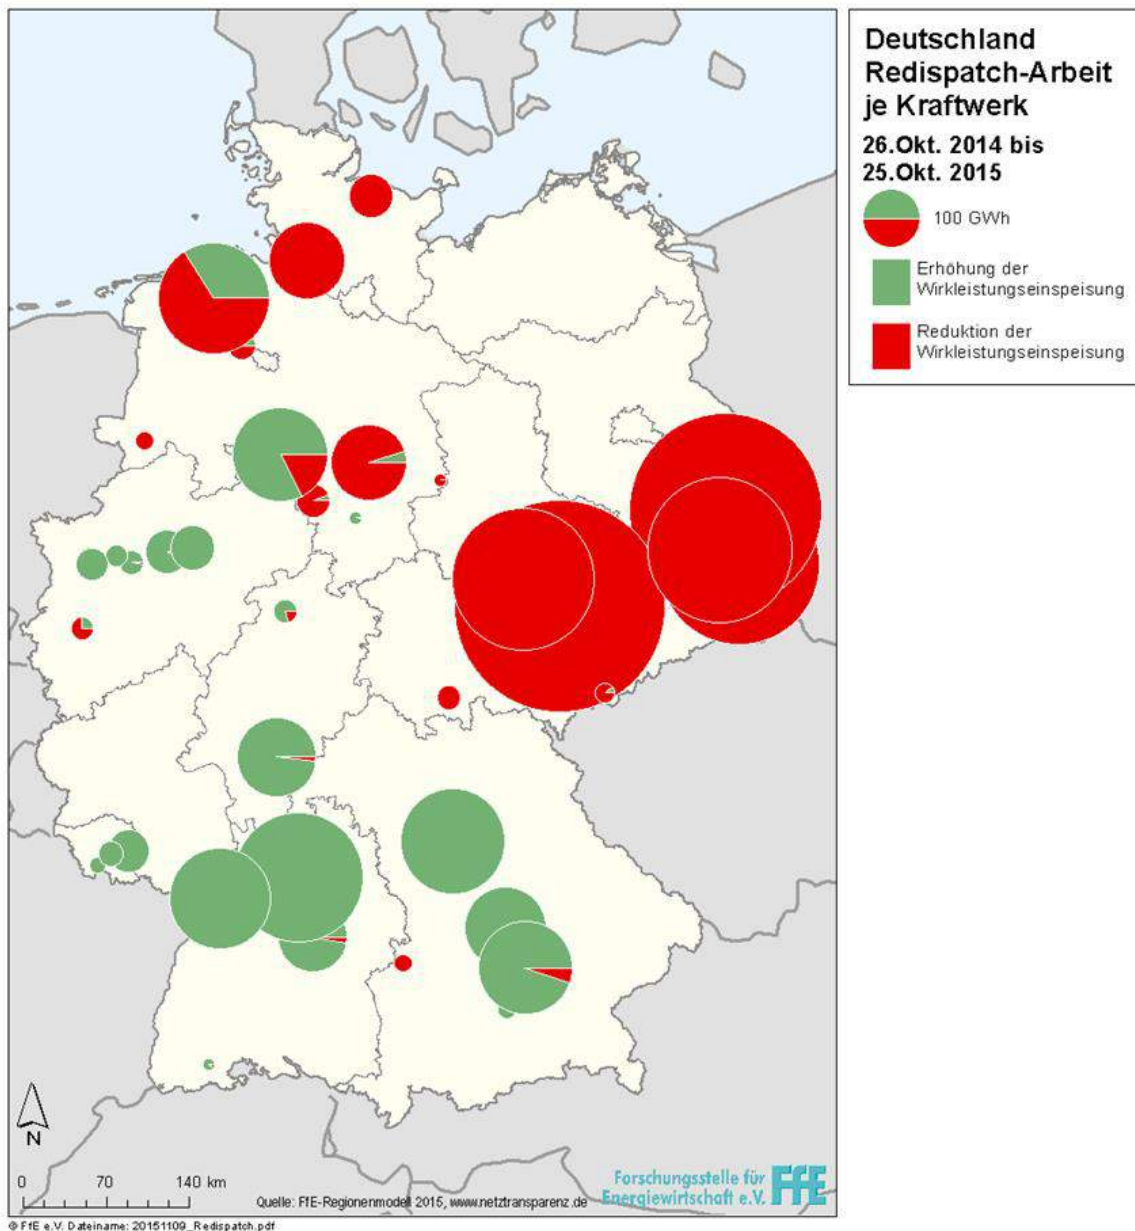 Deutschland
Redispatch-Arbeit
je Kraftwerk
26.Okt. 2014 bis
25.Okt. 2015
100 GWh
Erhöhung der
Wirkleistungseinspeisung
Reduktion der
Wirkleistungseinspeisung
N
0 70 140 km
Quelle: FfE-Regionenmodell 2015, www.netztransparenz.de
Forschungsstelle für
Energiewirtschaft e.V.
FfE
© FfE e.V. Dateiname: 20151109_Redispatch.pdf